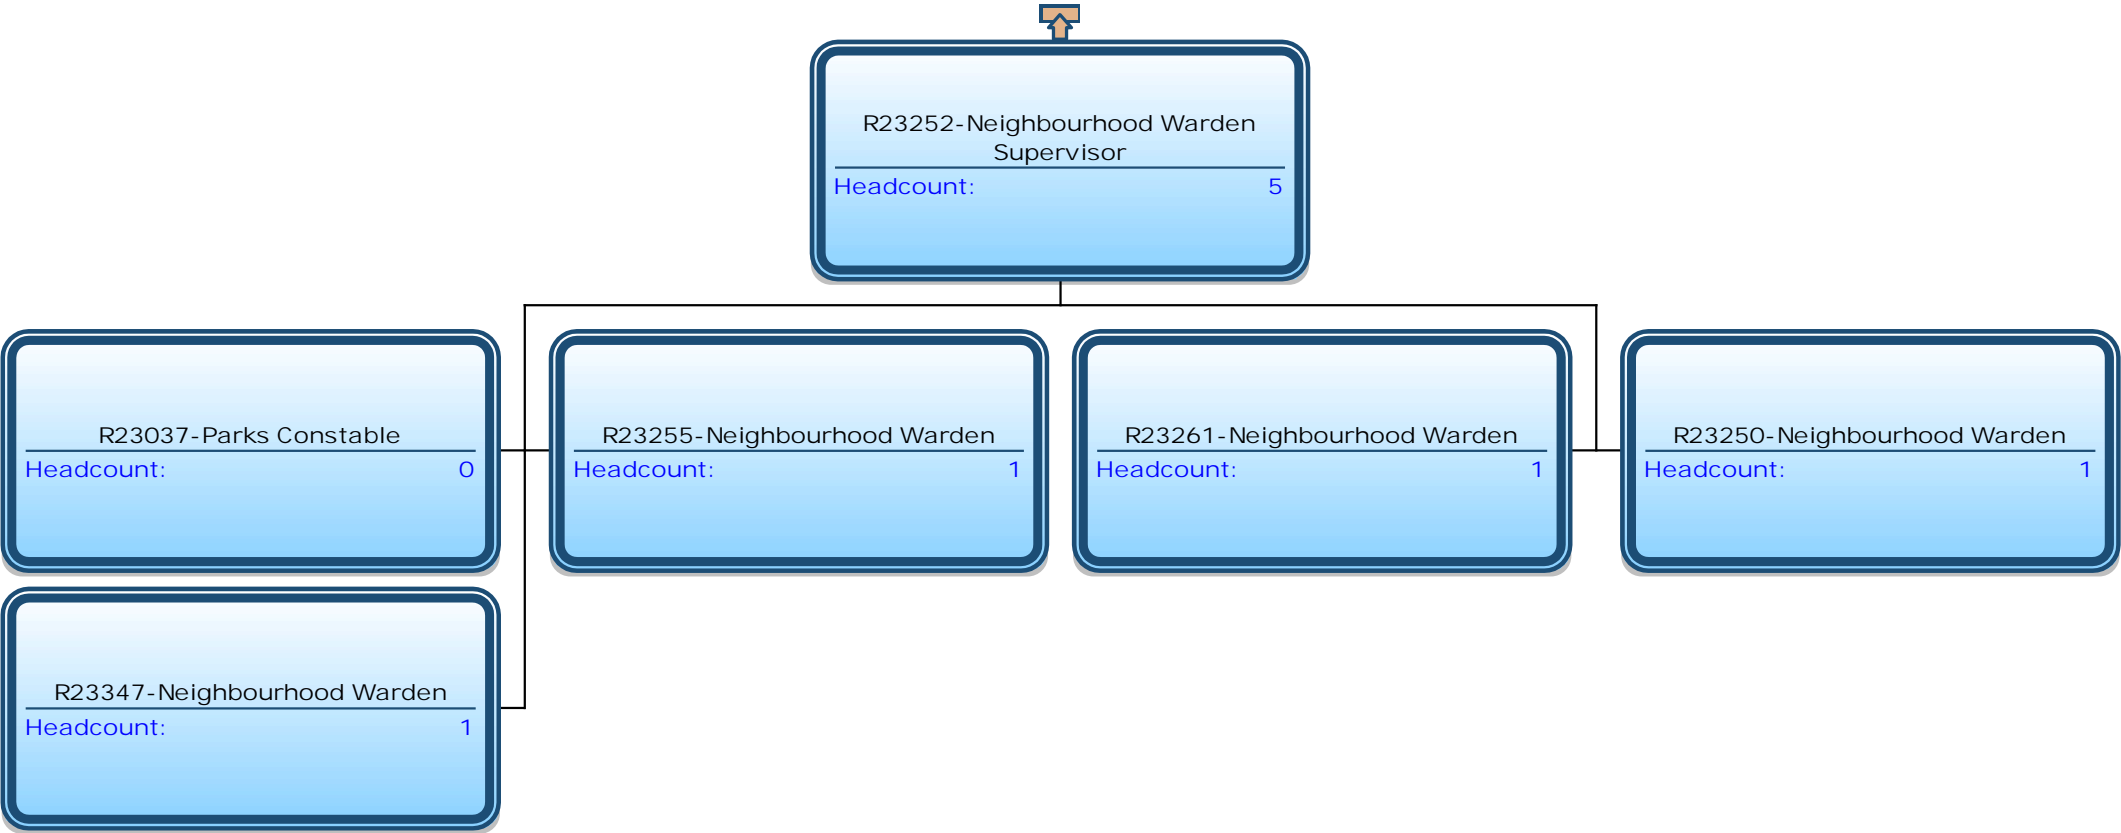 R23252-Neighbourhood Warden
Supervisor
Headcount: 5
R23037-Parks Constable
Headcount: 0
R23255-Neighbourhood Warden
Headcount: 1
R23261-Neighbourhood Warden
Headcount: 1
R23250-Neighbourhood Warden
Headcount: 1
R23347-Neighbourhood Warden
Headcount: 1